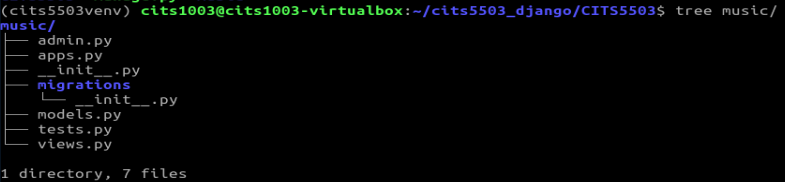 (cits5503venv) cits1003@cits1003-virtualbox:~/cits5503_django/CITS5503$ tree music/
music/
├── admin.py
├── apps.py
├── __init__.py
├── migrations
│   └── __init__.py
├── models.py
├── tests.py
└── views.py

1 directory, 7 files